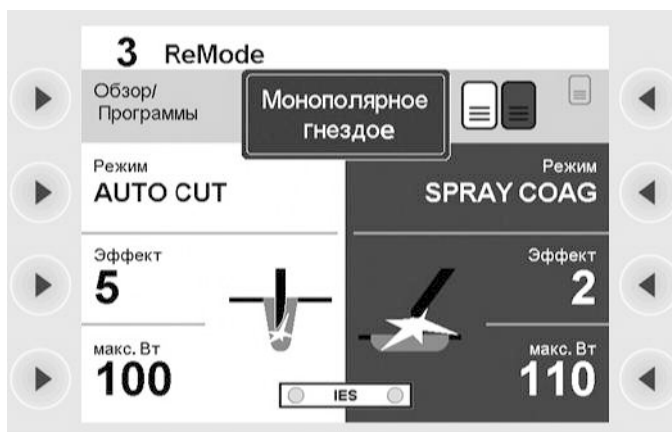 3 ReMode
Обзор/
Программы
Монополярное
гнездое
Режим
AUTO CUT
Режим
SPRAY COAG
Эффект
5
Эффект
2
макс. Вт
100
макс. Вт
110
IES